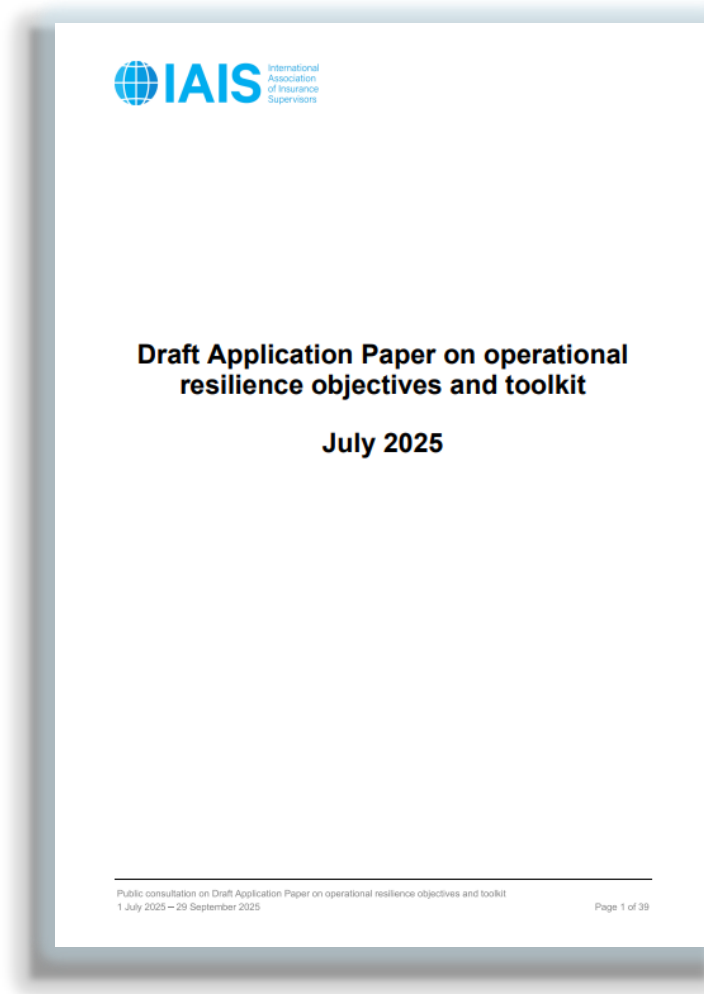 IAIS
International
Association
of Insurance
Supervisors
Draft Application Paper on operational
resilience objectives and toolkit
July 2025
Public consultation on Draft Application Paper on operational resilience objectives and toolkit
1 July 2025 – 29 September 2025
Page 1 of 39